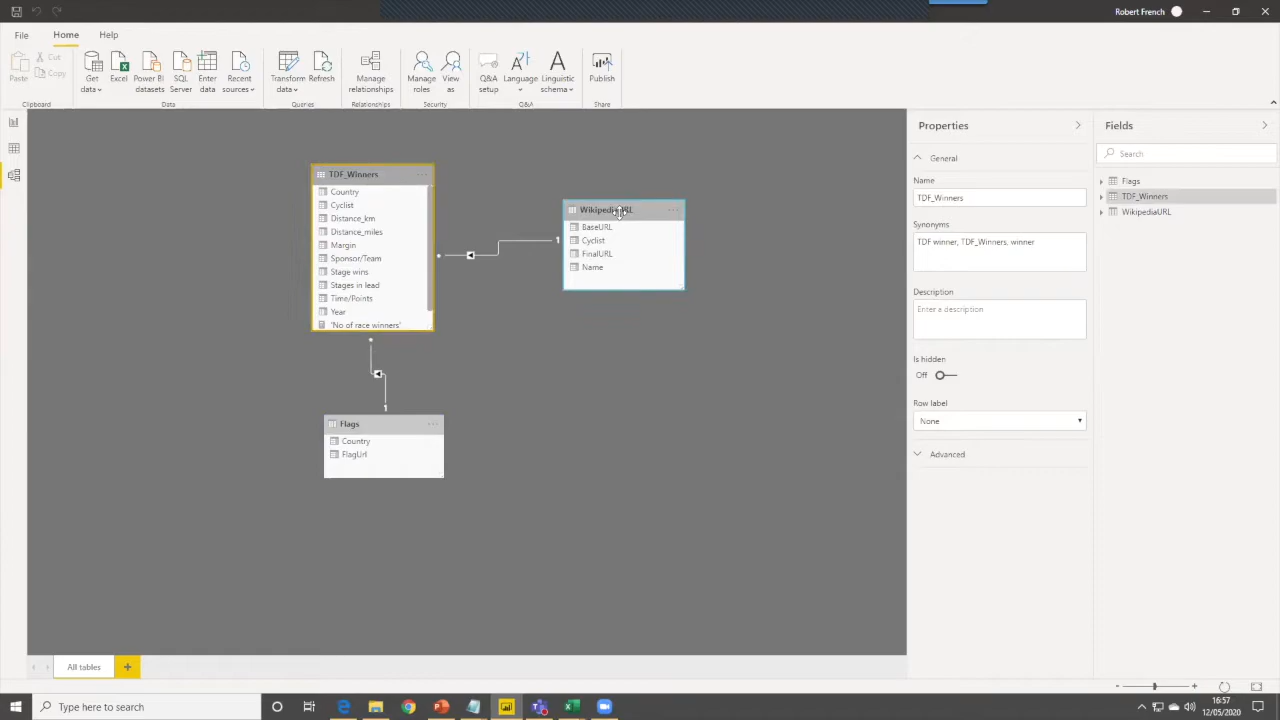 Robert French
File Home Help
Paste
Cut
Copy
Get data
Excel
Power BI datasets
SQL Server
Enter data
Recent sources
Transform data
Refresh
Manage relationships
Manage roles
View as
Q&A setup
Language
Linguistic schema
Publish
Clipboard Data Queries Relationships Security Q&A Share
TDF_Winners
Country
Cyclist
Distance_km
Distance_miles
Margin
Sponsor/Team
Stage wins
Stages in lead
Time/Points
Year
'No of race winners'
1
WikipediaURL
BaseURL
Cyclist
FinalURL
Name
1
Flags
Country
FlagUrl
Properties
General
Name
TDF_Winners
Synonyms
TDF winner, TDF_Winners, winner
Description
Enter a description
Is hidden
Off
Row label
None
Advanced
Fields
Search
Flags
TDF_Winners
WikipediaURL
All tables
Type here to search
16:57
12/05/2020